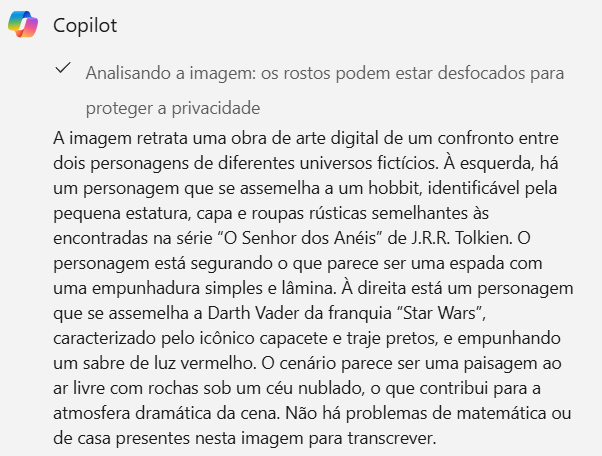 Copilot
Analisando a imagem: os rostos podem estar desfocados para
proteger a privacidade
A imagem retrata uma obra de arte digital de um confronto entre
dois personagens de diferentes universos fictícios. À esquerda, há
um personagem que se assemelha a um hobbit, identificável pela
pequena estatura, capa e roupas rústicas semelhantes às
encontradas na série “O Senhor dos Anéis” de J.R.R. Tolkien. O
personagem está segurando o que parece ser uma espada com
uma empunhadura simples e lâmina. À direita está um personagem
que se assemelha a Darth Vader da franquia “Star Wars”,
caracterizado pelo icônico capacete e traje pretos, e empunhando
um sabre de luz vermelho. O cenário parece ser uma paisagem ao
ar livre com rochas sob um céu nublado, o que contribui para a
atmosfera dramática da cena. Não há problemas de matemática ou
de casa presentes nesta imagem para transcrever.